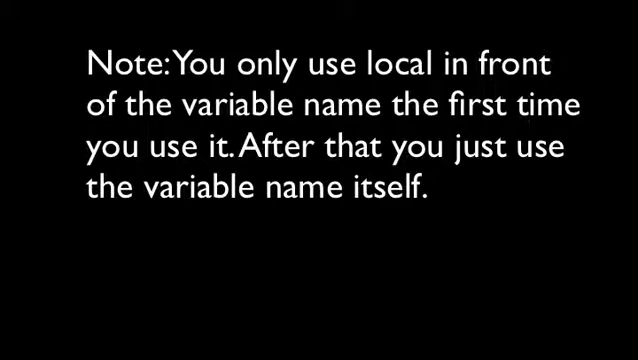 Note: You only use local in front
of the variable name the first time
you use it. After that you just use
the variable name itself.